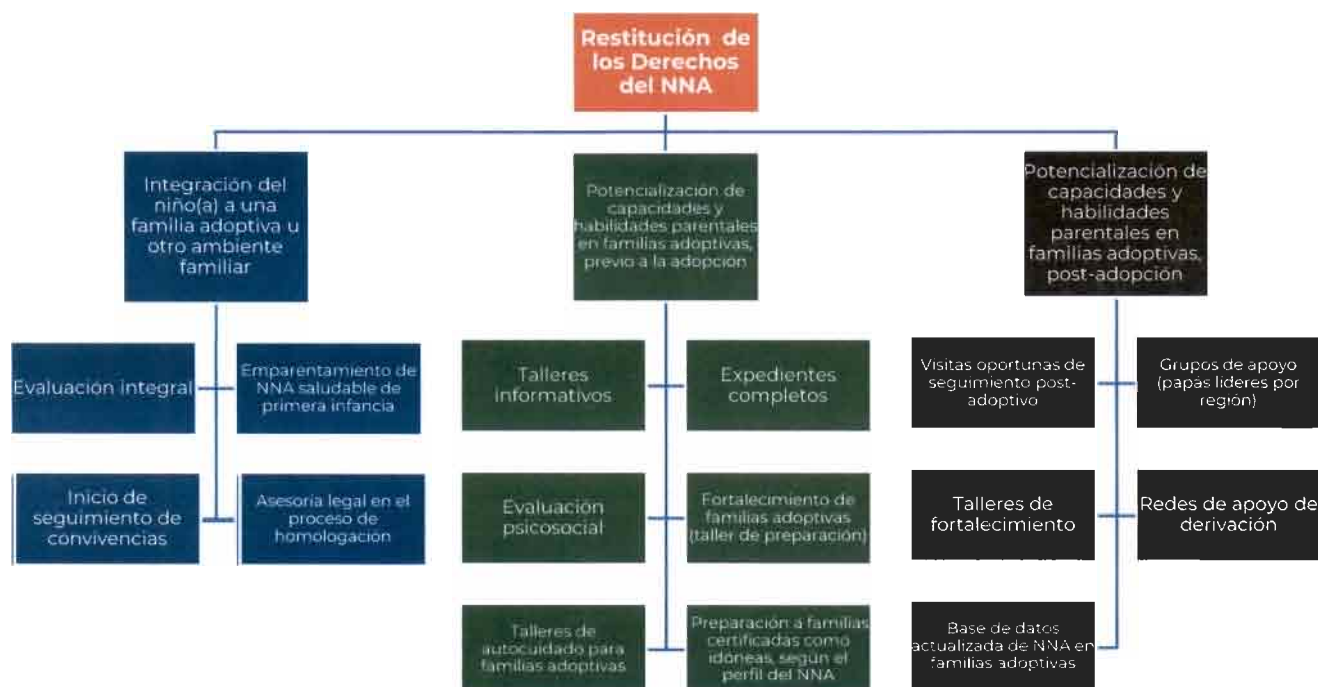 Restitución de
los Derechos
del NNA
Integración del
niño(a) a una
familia adoptiva u
otro ambiente
familiar
Evaluación integral
Emparentamiento de
NNA saludable de
primera infancia
Inicio de
seguimiento de
convivencias
Asesoría legal en el
proceso de
homologación
Potencialización de
capacidades y
habilidades parentales
en familias adoptivas,
previo a la adopción
Talleres
informativos
Expedientes
completos
Evaluación
psicosocial
Fortalecimiento de
familias adoptivas
(taller de preparación)
Talleres de
autocuidado para
familias adoptivas
Preparación a familias
certificadas como
idóneas, según el
perfil del NNA
Potencialización de
capacidades y
habilidades
parentales en
familias adoptivas,
post-adopción
Visitas oportunas de
seguimiento post-
adoptivo
Grupos de apoyo
(papás líderes por
región)
Talleres de
fortalecimiento
Redes de apoyo de
derivación
Base de datos
actualizada de NNA en
familias adoptivas